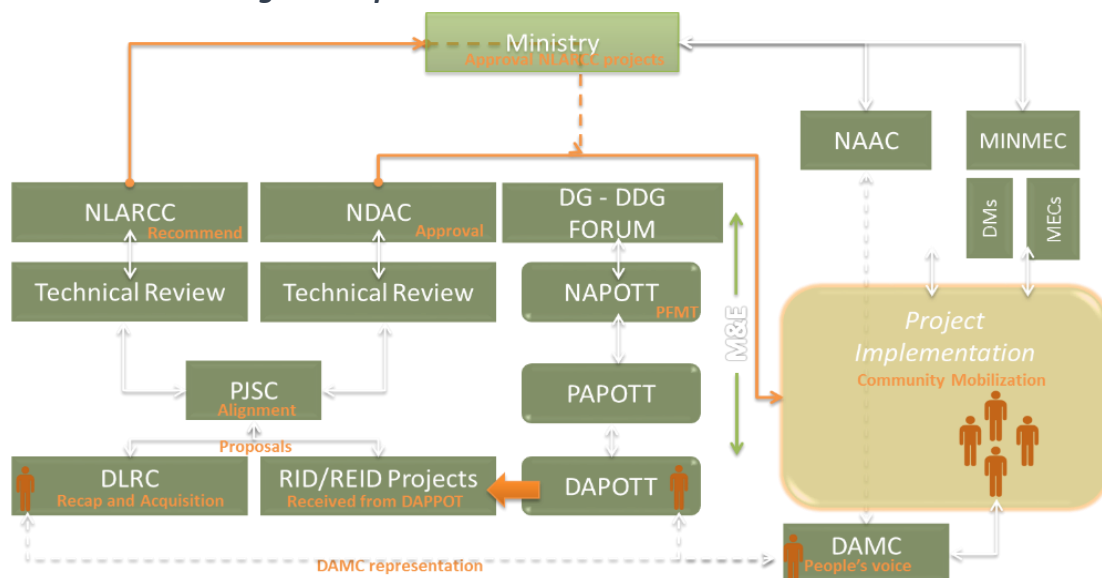 Ministry
Approval NLARCC projects
NAAC
MINMEC
DMs
MECs
NLARCC
Recommend
NDAC
Approval
DG - DDG
FORUM
Technical Review
Technical Review
NAPOTT
PFMT
M&E
Project
Implementation
Community Mobilization
PJSC
Alignment
PAPOTT
Proposals
DLRC
Recap and Acquisition
RID/REID Projects
Received from DAPPOT
DAPOTT
DAMC
People's voice
DAMC representation